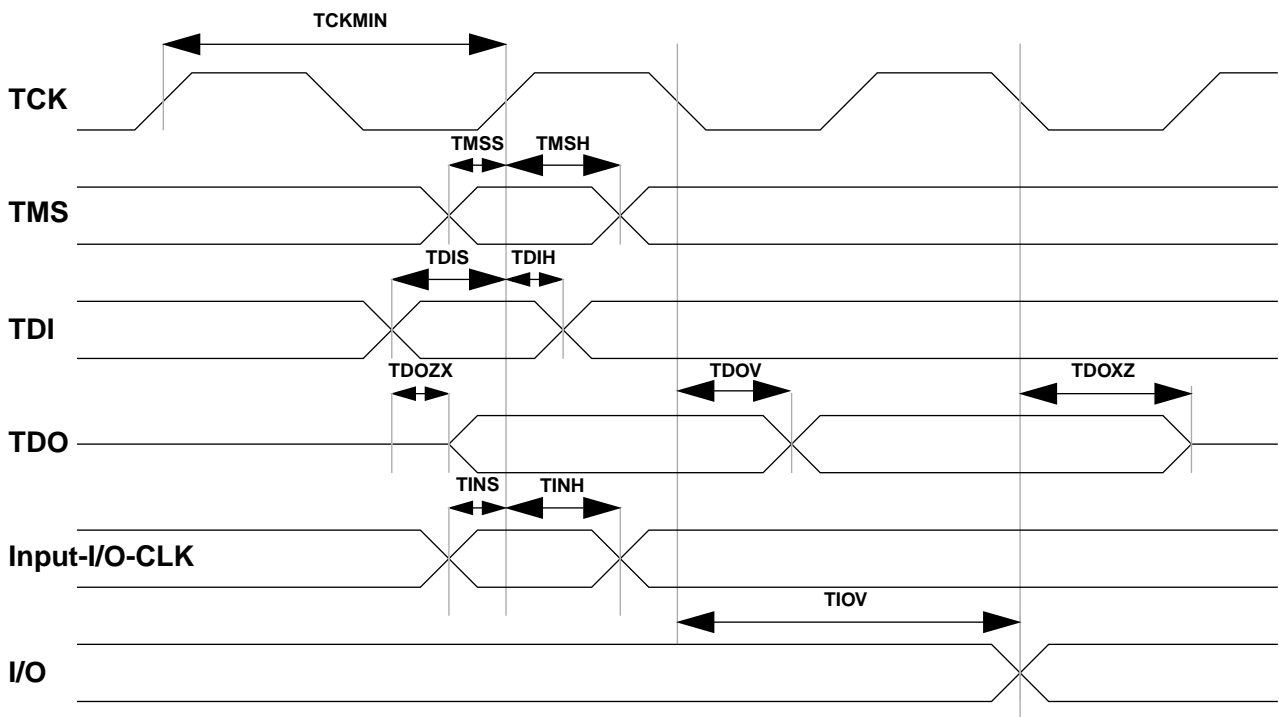 TCKMIN
TCK
TMSS TMSH
TMS
TDIS TDIH
TDI
TDOZX TDOV TDOXZ
TDO
TINS TINH
Input-I/O-CLK
TIOV
I/O